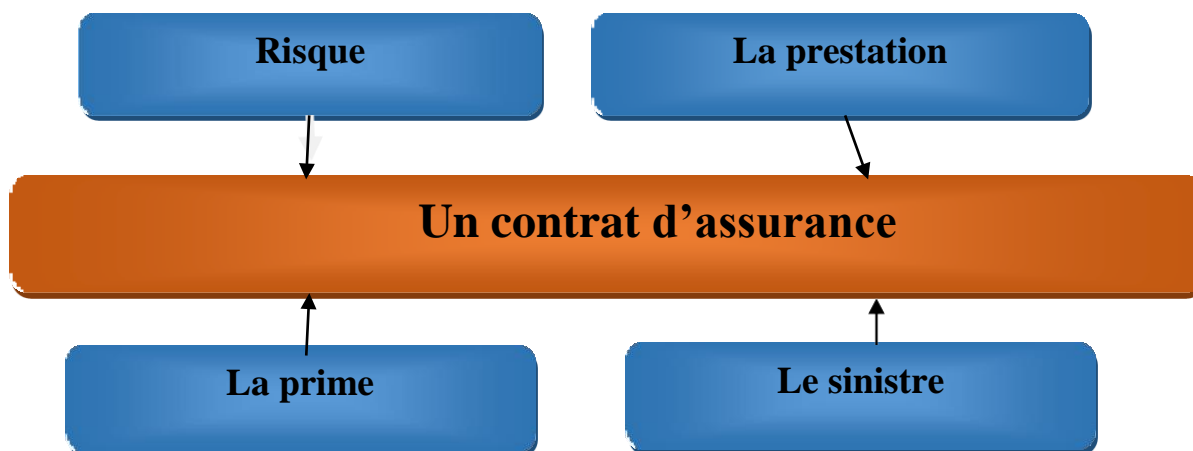 Risque
La prestation
Un contrat d’assurance
La prime
Le sinistre